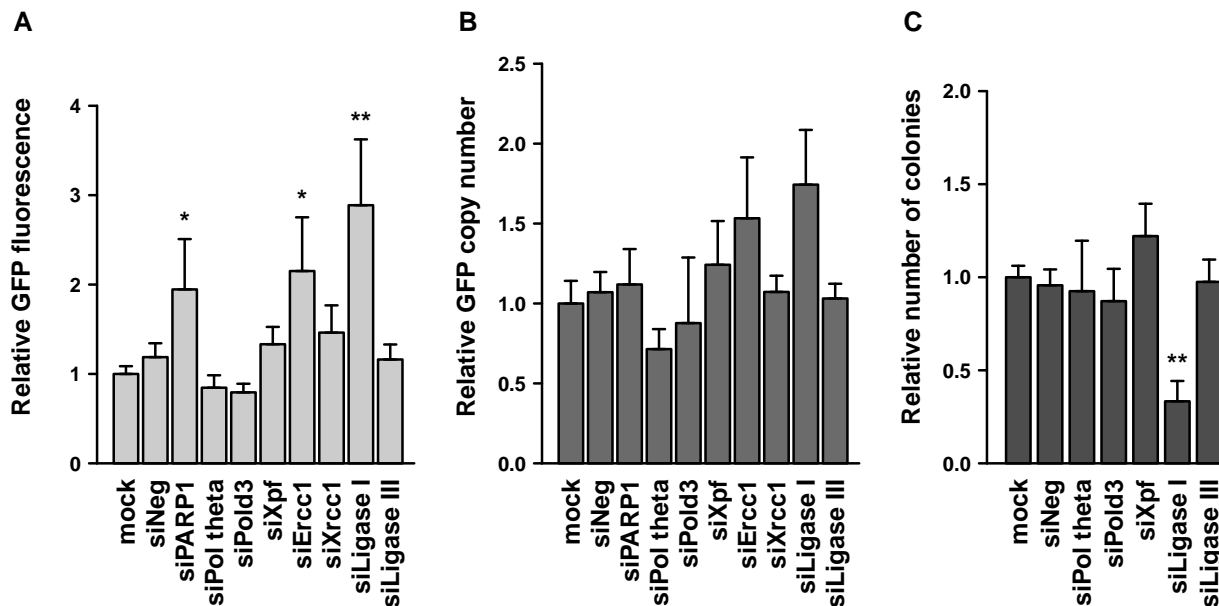 A
Relative GFP fluorescence
4
3
2
1
0
*
*
**
mock
siNeg
siPARP1
siPol theta
siPold3
siXpf
siErcc1
siXrcc1
siLigase I
siLigase III
B
Relative GFP copy number
2.5
2.0
1.5
1.0
0.5
0.0
mock
siNeg
siPARP1
siPol theta
siPold3
siXpf
siErcc1
siXrcc1
siLigase I
siLigase III
C
Relative number of colonies
2.0
1.5
1.0
0.5
0.0
**
mock
siNeg
siPol theta
siPold3
siXpf
siLigase I
siLigase III